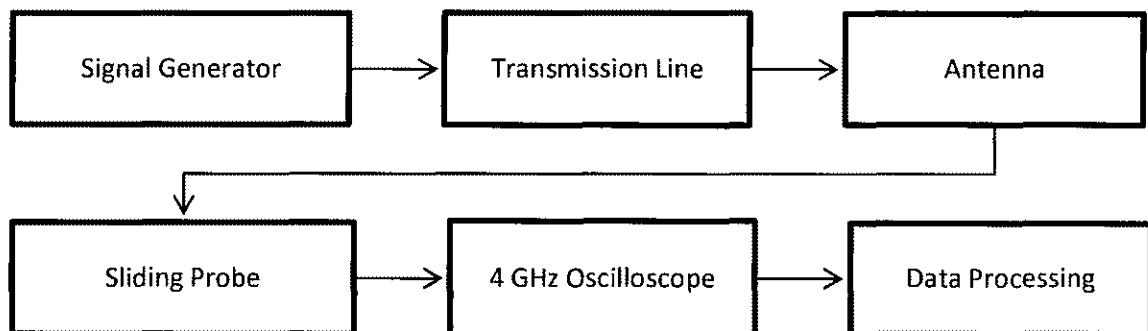 Signal Generator
Transmission Line
Antenna
Sliding Probe
4 GHz Oscilloscope
Data Processing